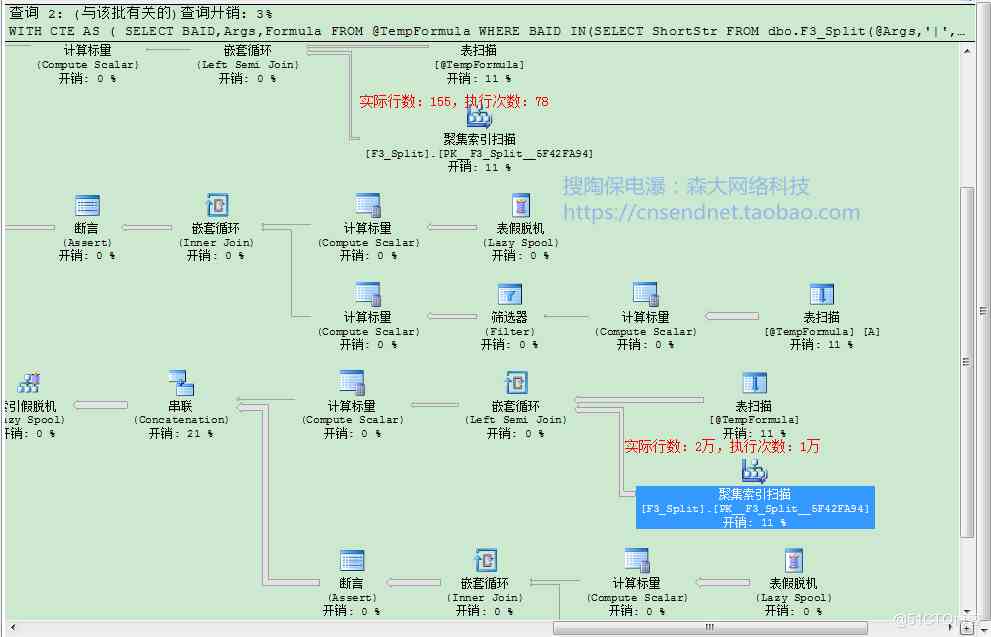 查询 2: (与该批有关的)查询开销: 3%
WITH CTE AS ( SELECT BAID,Args,Formula FROM @TempFormula WHERE BAID IN(SELECT ShortStr FROM dbo.F3_Split(@Args,'|',…
计算标量
(Compute Scalar)
开销: 0 %
嵌套循环
(Left Semi Join)
开销: 0 %
表扫描
[@TempFormula]
开销: 11 %
实际行数: 155, 执行次数: 78
聚集索引扫描
[F3_Split].[PK__F3_Split__5F42FA94]
开销: 11 %
搜陶保电瀑：森大网络科技
https://cnsendnet.taobao.com
断言
(Assert)
开销: 0 %
嵌套循环
(Inner Join)
开销: 0 %
计算标量
(Compute Scalar)
开销: 0 %
表假脱机
(Lazy Spool)
开销: 0 %
计算标量
(Compute Scalar)
开销: 0 %
筛选器
(Filter)
开销: 0 %
计算标量
(Compute Scalar)
开销: 0 %
表扫描
[@TempFormula] [A]
开销: 11 %
索引假脱机
zy Spool)
开销: 0 %
串联
(Concatenation)
开销: 21 %
计算标量
(Compute Scalar)
开销: 0 %
嵌套循环
(Left Semi Join)
开销: 0 %
表扫描
[@TempFormula]
开销: 11 %
实际行数: 2万, 执行次数: 1万
聚集索引扫描
[F3_Split].[PK__F3_Split__5F42FA94]
开销: 11 %
断言
(Assert)
开销: 0 %
嵌套循环
(Inner Join)
开销: 0 %
计算标量
(Compute Scalar)
开销: 0 %
表假脱机
(Lazy Spool)
开销: 0 %